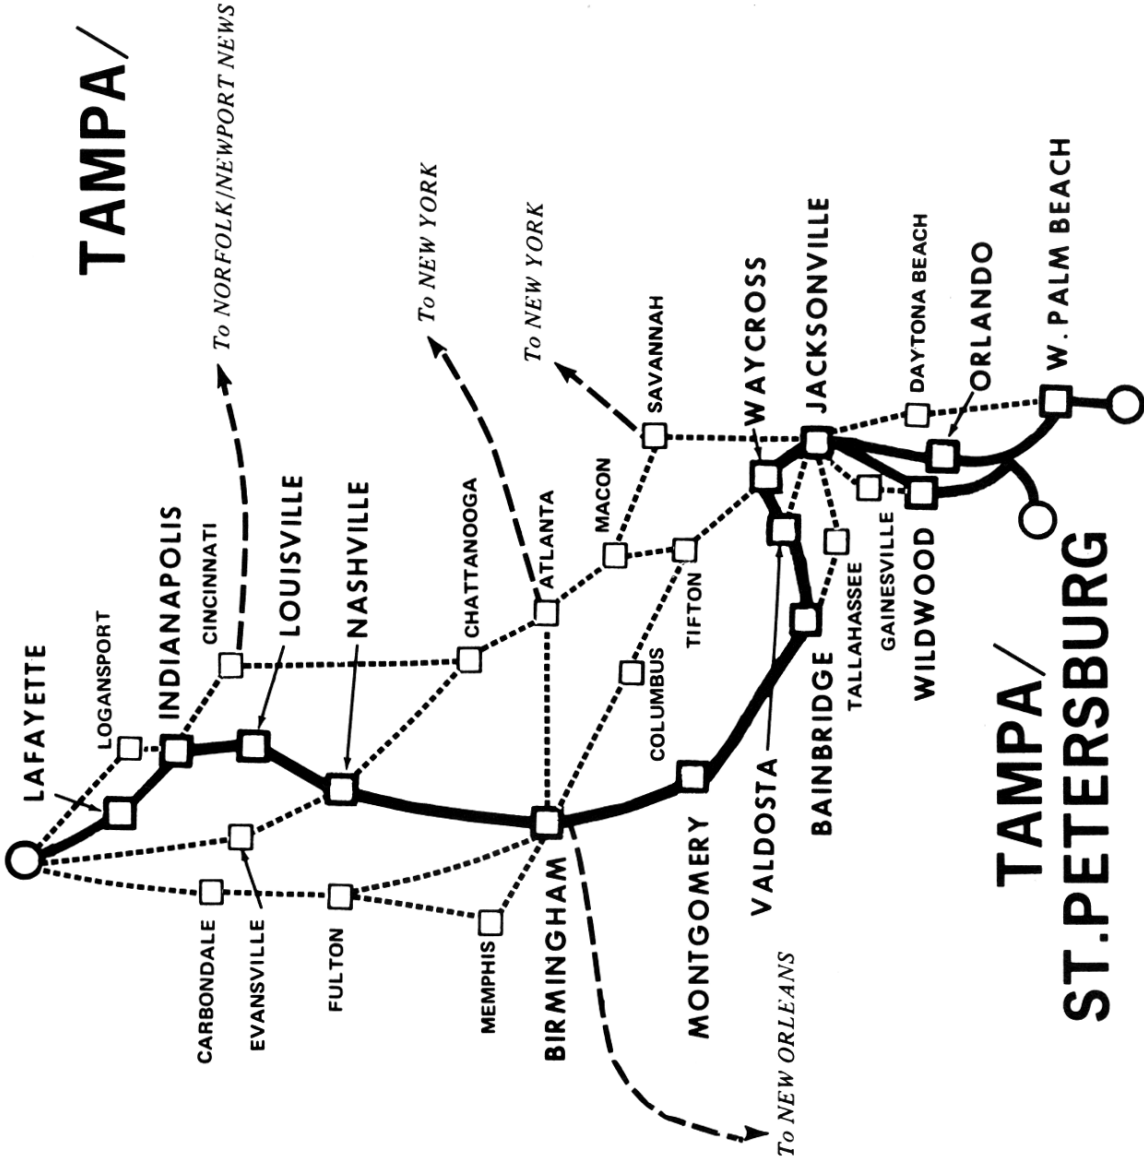 TAMPA/
To NORFOLK/NEWPORT NEWS
To NEW YORK
To NEW YORK
LAFAYETTE
LOGANSPORT
INDIANAPOLIS
CINCINNATI
LOUISVILLE
NASHVILLE
CHATTANOOGA
ATLANTA
MACON
SAVANNAH
WAYCROSS
JACKSONVILLE
DAYTONA BEACH
ORLANDO
W. PALM BEACH
CARBONDALE
EVANSVILLE
FULTON
MEMPHIS
BIRMINGHAM
COLUMBUS
TIFTON
MONTGOMERY
VALDOSTA
BAINBRIDGE
TALLAHASSEE
GAINESVILLE
WILDWOOD
To NEW ORLEANS
TAMPA/
ST.PETERSBURG